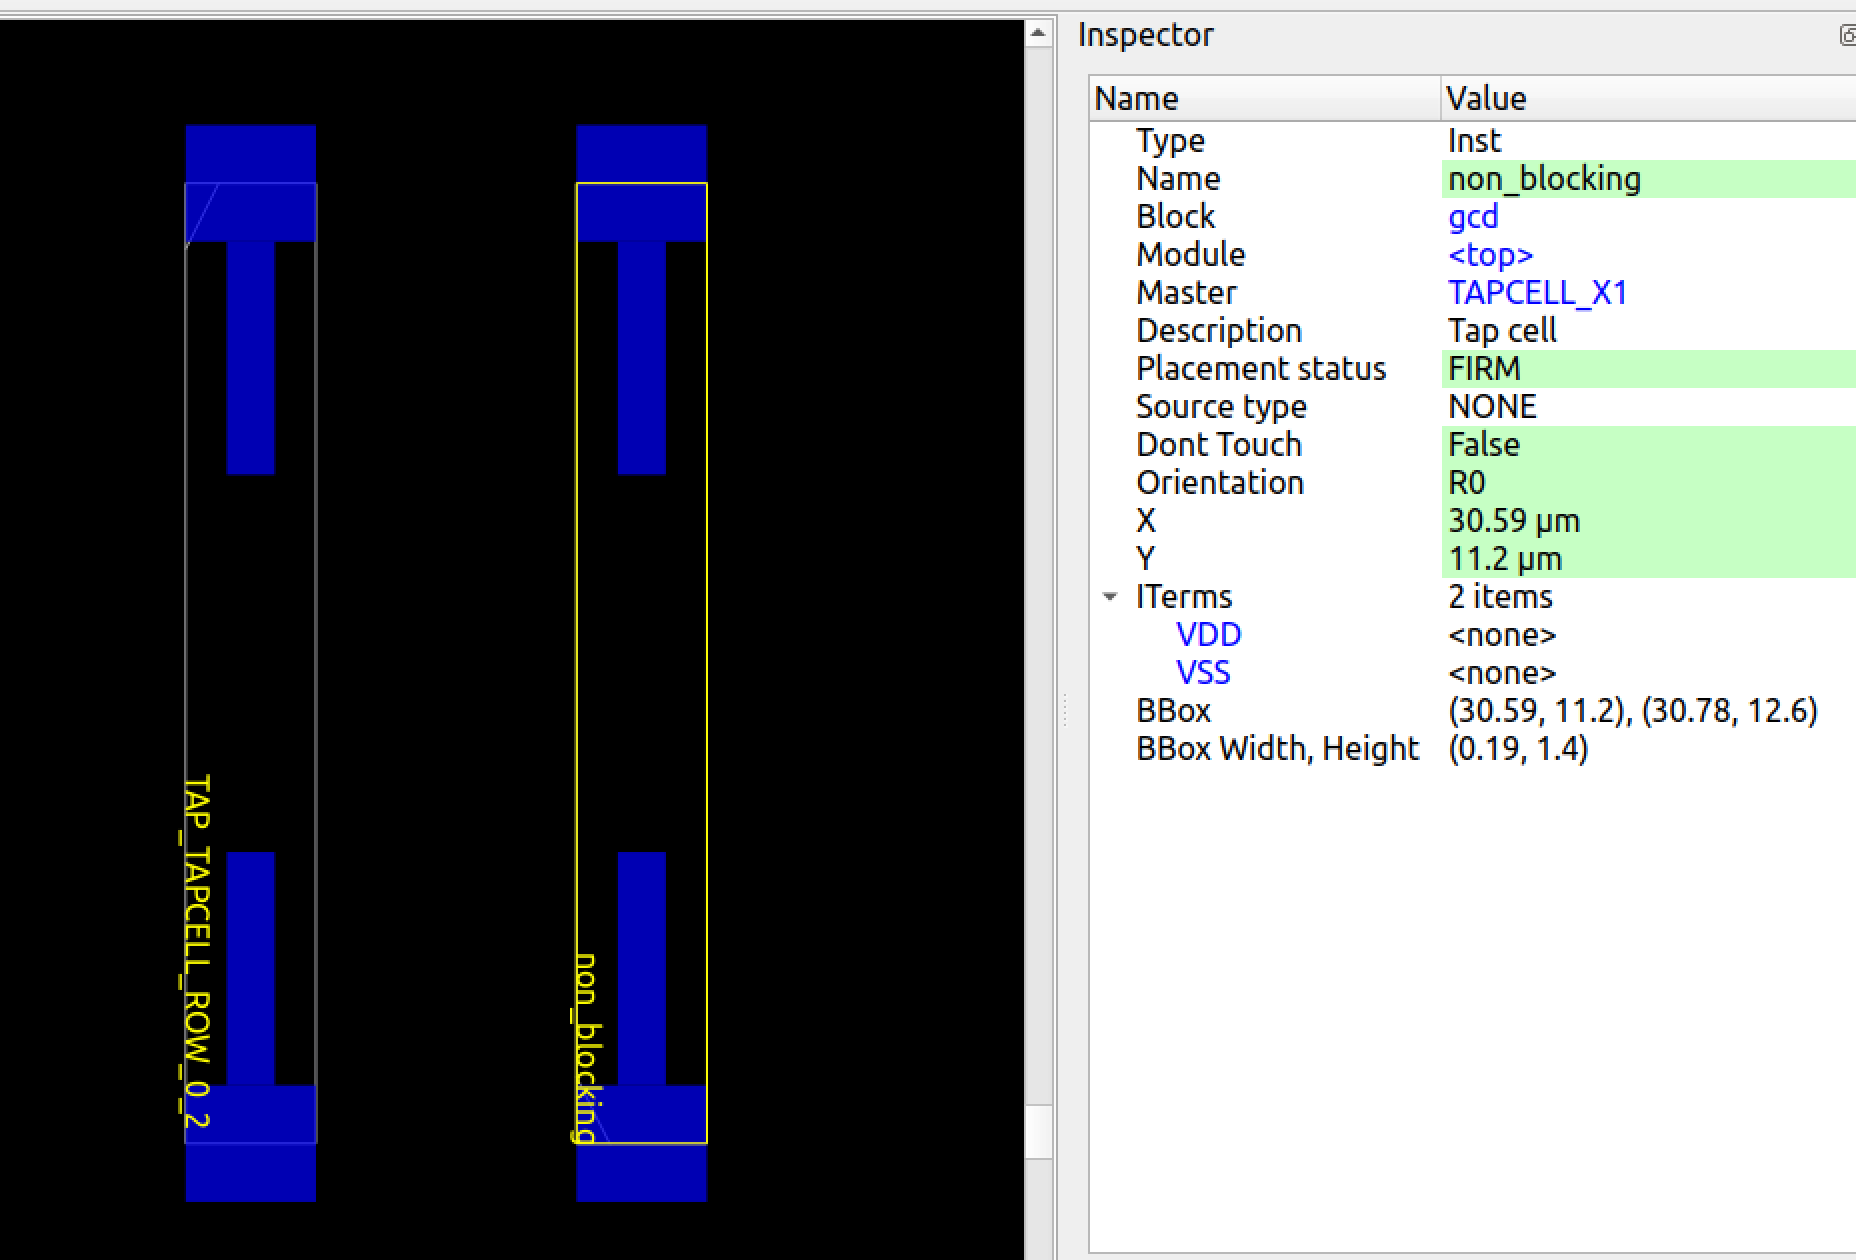 TAP_TAPCELL_ROW_0_2
non_blocking
Inspector
Name Value
Type Inst
Name non_blocking
Block gcd
Module <top>
Master TAPCELL_X1
Description Tap cell
Placement status FIRM
Source type NONE
Dont Touch False
Orientation R0
X 30.59 μm
Y 11.2 μm
ITerms 2 items
VDD <none>
VSS <none>
BBox (30.59, 11.2), (30.78, 12.6)
BBox Width, Height (0.19, 1.4)